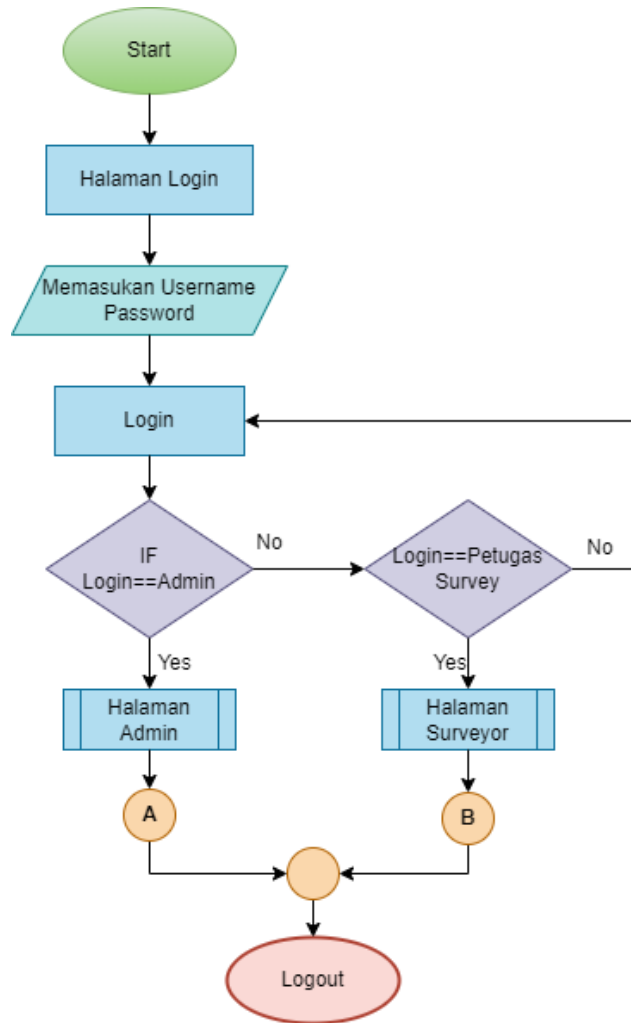 Start
Halaman Login
Memasukan Username
Password
Login
IF
Login==Admin
No
Login==Petugas
Survey
No
Yes
Yes
Halaman
Admin
Halaman
Surveyor
A
B
Logout